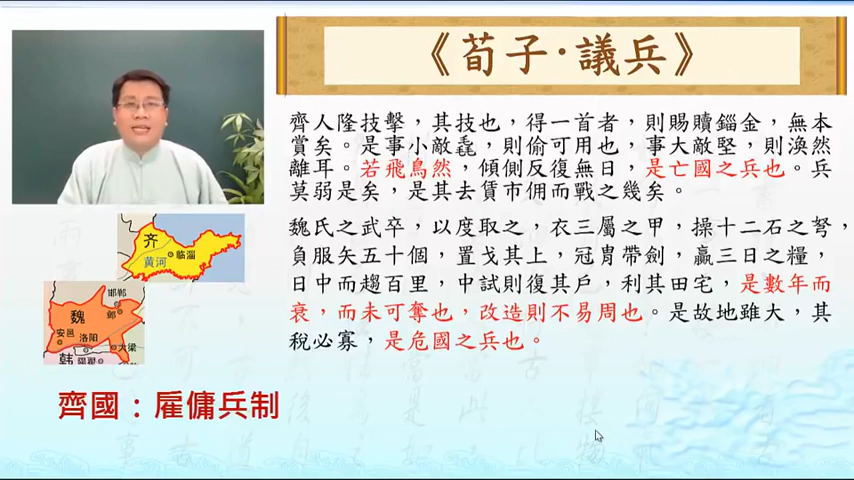 《荀子·議兵》
齊人隆技擊，其技也，得一首者，則賜贖錙金，無本
賞矣。是事小敵毳，則偷可用也，事大敵堅，則渙然
離耳。若飛鳥然，傾側反復無日，是亡國之兵也。兵
莫弱是矣，是其去賃市佣而戰之幾矣。
魏氏之武卒，以度取之，衣三屬之甲，操十二石之弩，
負服矢五十個，置戈其上，冠冑帶劍，贏三日之糧，
日中而趨百里，中試則復其戶，利其田宅，是數年而
衰，而未可奪也，改造則不易周也。是故地雖大，其
稅必寡，是危國之兵也。
齐
黄河
临淄
邯郸
魏
邺
安邑
洛阳
大梁
韩
齊國：雇傭兵制